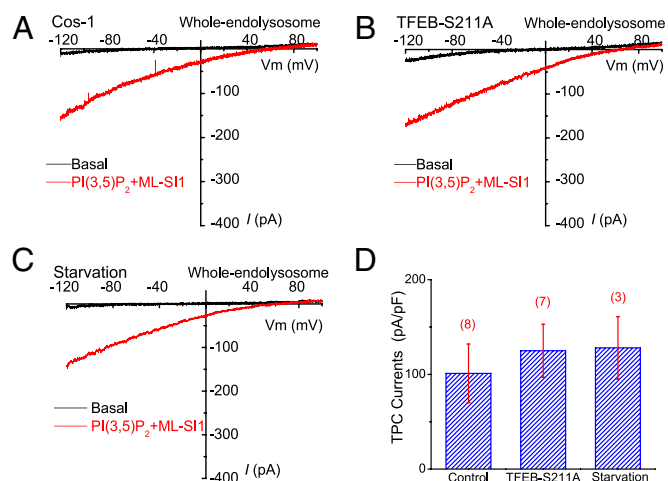 A
Cos-1
Whole-endolysosome
-120 -80 -40 40 80
Vm (mV)
-100
-200
-300
-400
Basal
PI(3,5)P₂+ML-SI1
I (pA)
B
TFEB-S211A
Whole-endolysosome
-120 -80 -40 0 40 80
Vm (mV)
-100
-200
-300
-400
Basal
PI(3,5)P₂+ML-SI1
I (pA)
C
Starvation
Whole-endolysosome
-120 -80 -40 0 40 80
Vm (mV)
-100
-200
-300
-400
Basal
PI(3,5)P₂+ML-SI1
I (pA)
D
TPC Currents (pA/pF)
200
100
0
(8)
(7)
(3)
Control TFEB-S211A Starvation